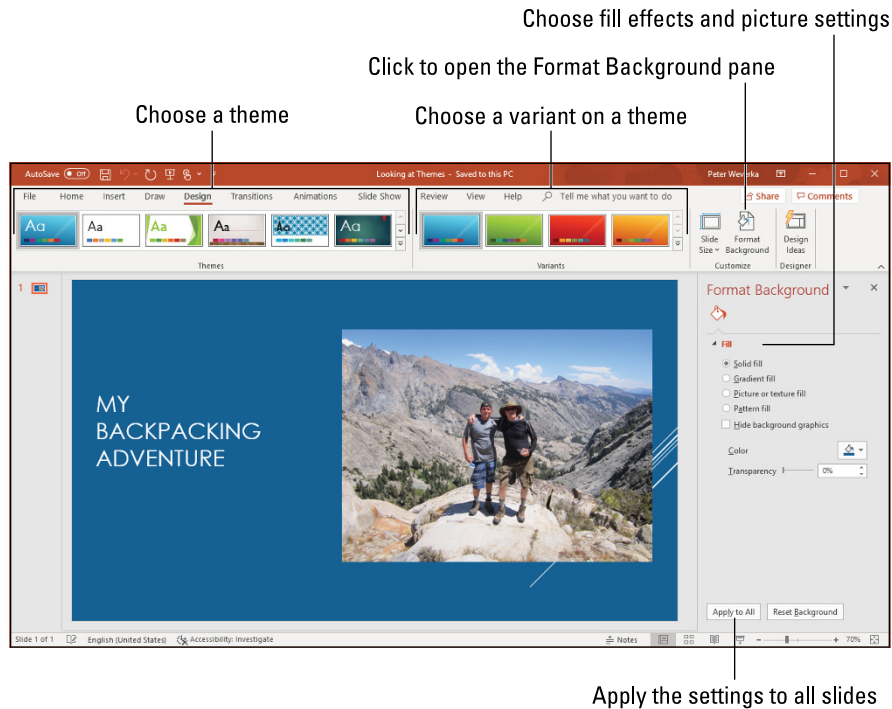 Choose fill effects and picture settings
Click to open the Format Background pane
Choose a theme
Choose a variant on a theme
AutoSave Off
Looking at Themes - Saved to this PC
Peter Weverka
File Home Insert Draw Design Transitions Animations Slide Show Review View Help Tell me what you want to do Share Comments
Aa Aa Aa Aa Aa Aa
Slide Size Format Background Design Ideas
Themes Variants Customize Designer
1
Format Background
Fill
Solid fill
Gradient fill
Picture or texture fill
Pattern fill
Hide background graphics
Color
Transparency 0%
MY
BACKPACKING
ADVENTURE
Apply to All Reset Background
Slide 1 of 1 English (United States) Accessibility: Investigate Notes 70%
Apply the settings to all slides